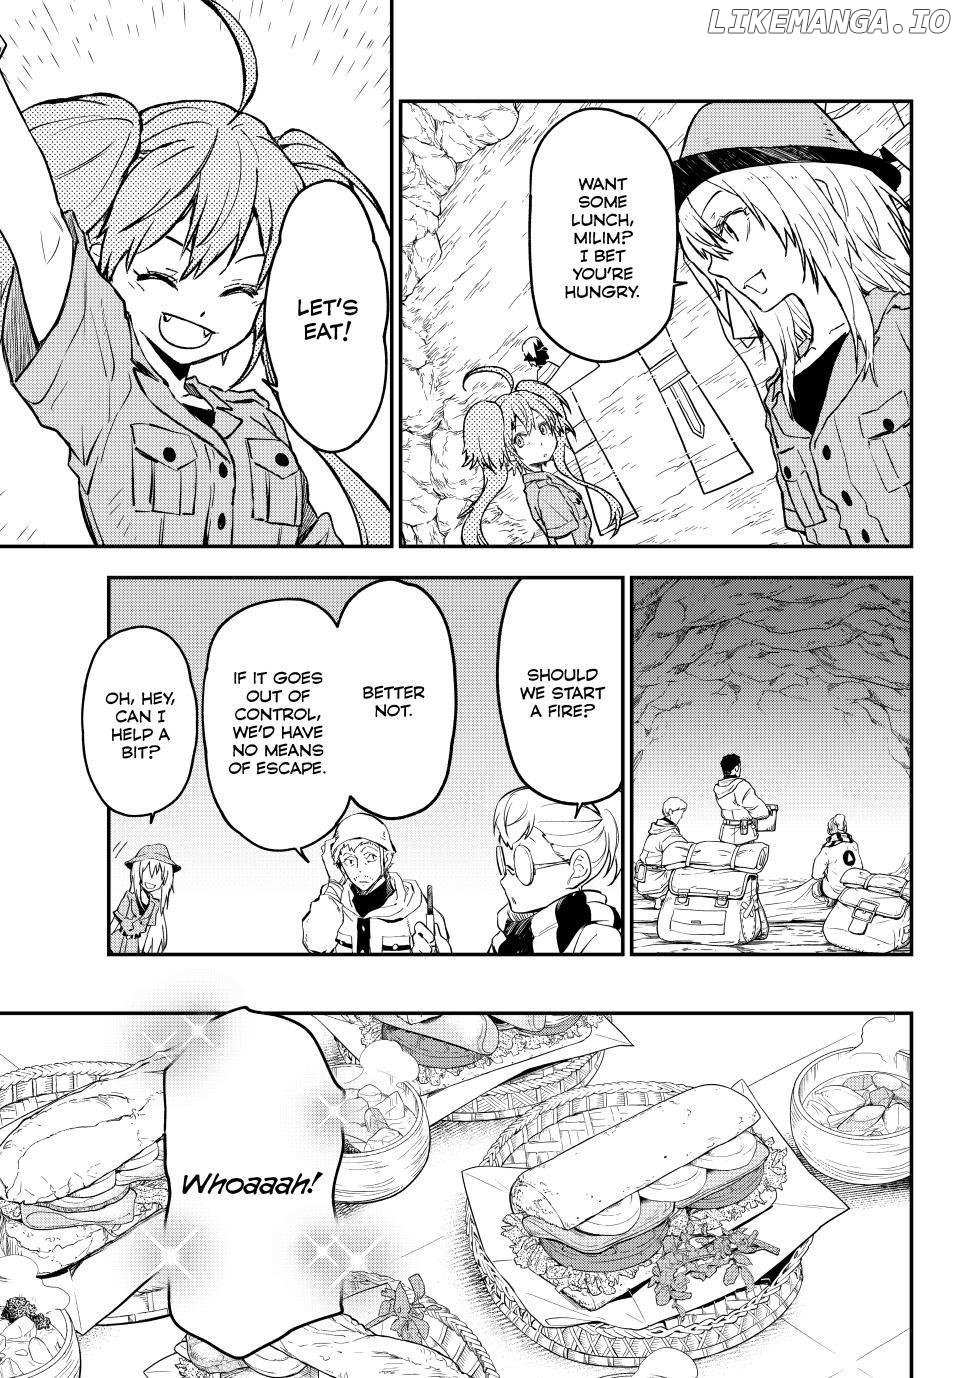 LIKEMANGA.IO
WANT
SOME
LUNCH,
MILIM?
I BET
YOU'RE
HUNGRY.
LET'S
EAT!
SHOULD
WE START
A FIRE?
BETTER
NOT.
IF IT GOES
OUT OF
CONTROL,
WE'D HAVE
NO MEANS
OF ESCAPE.
OH, HEY,
CAN I
HELP A
BIT?
Whoaaah!